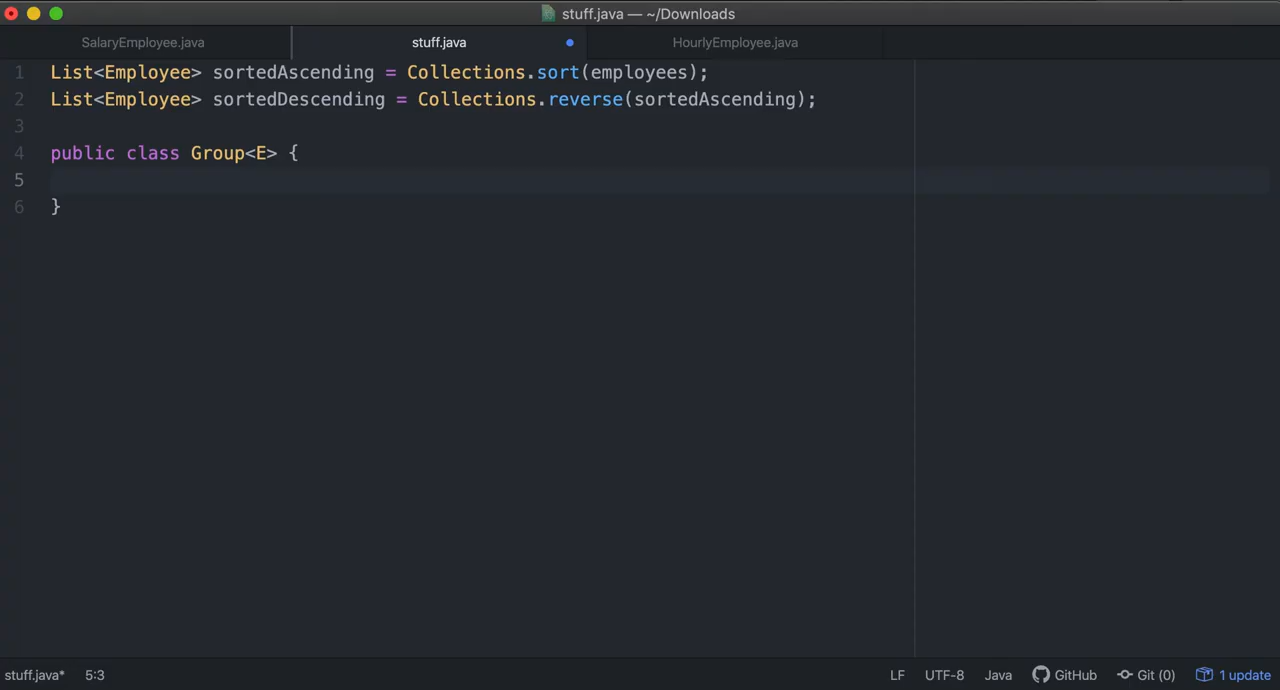 stuff.java — ~/Downloads
SalaryEmployee.java
stuff.java
HourlyEmployee.java
1 List<Employee> sortedAscending = Collections.sort(employees);
2 List<Employee> sortedDescending = Collections.reverse(sortedAscending);
3
4 public class Group<E> {
5
6 }
stuff.java* 5:3 LF UTF-8 Java GitHub Git (0) 1 update